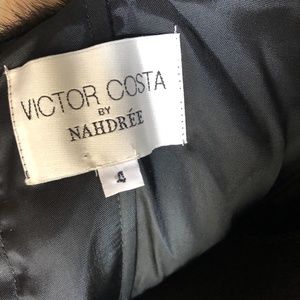 VICTOR COSTA
BY
NAHDRÉE
4